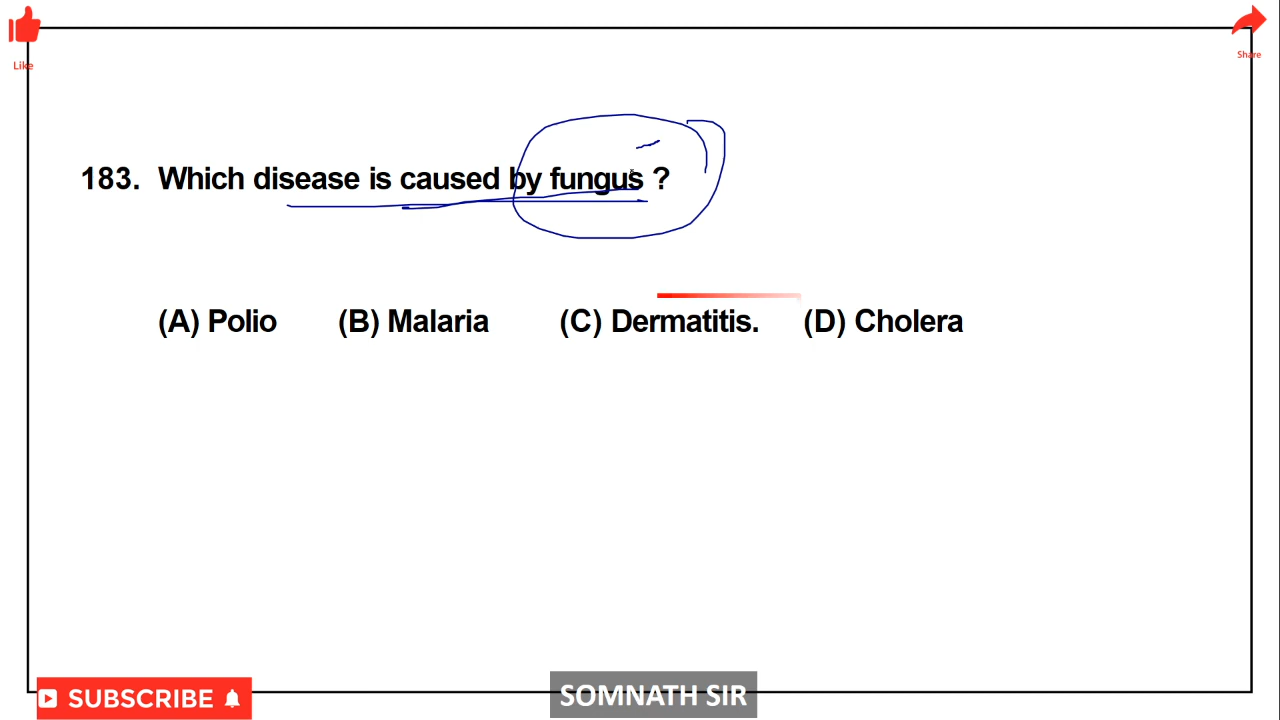 Like
Share
183. Which disease is caused by fungus ?
(A) Polio (B) Malaria (C) Dermatitis. (D) Cholera
SUBSCRIBE
SOMNATH SIR